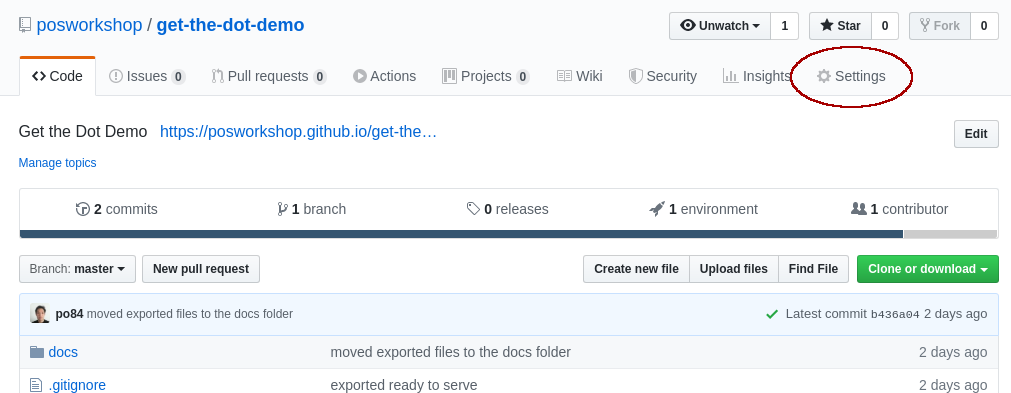 posworkshop / get-the-dot-demo Unwatch 1 Star 0 Fork 0
Code Issues 0 Pull requests 0 Actions Projects 0 Wiki Security Insights Settings
Get the Dot Demo https://posworkshop.github.io/get-the… Edit
Manage topics
2 commits 1 branch 0 releases 1 environment 1 contributor
Branch: master New pull request Create new file Upload files Find File Clone or download
po84 moved exported files to the docs folder Latest commit b436a04 2 days ago
docs moved exported files to the docs folder 2 days ago
.gitignore exported ready to serve 2 days ago